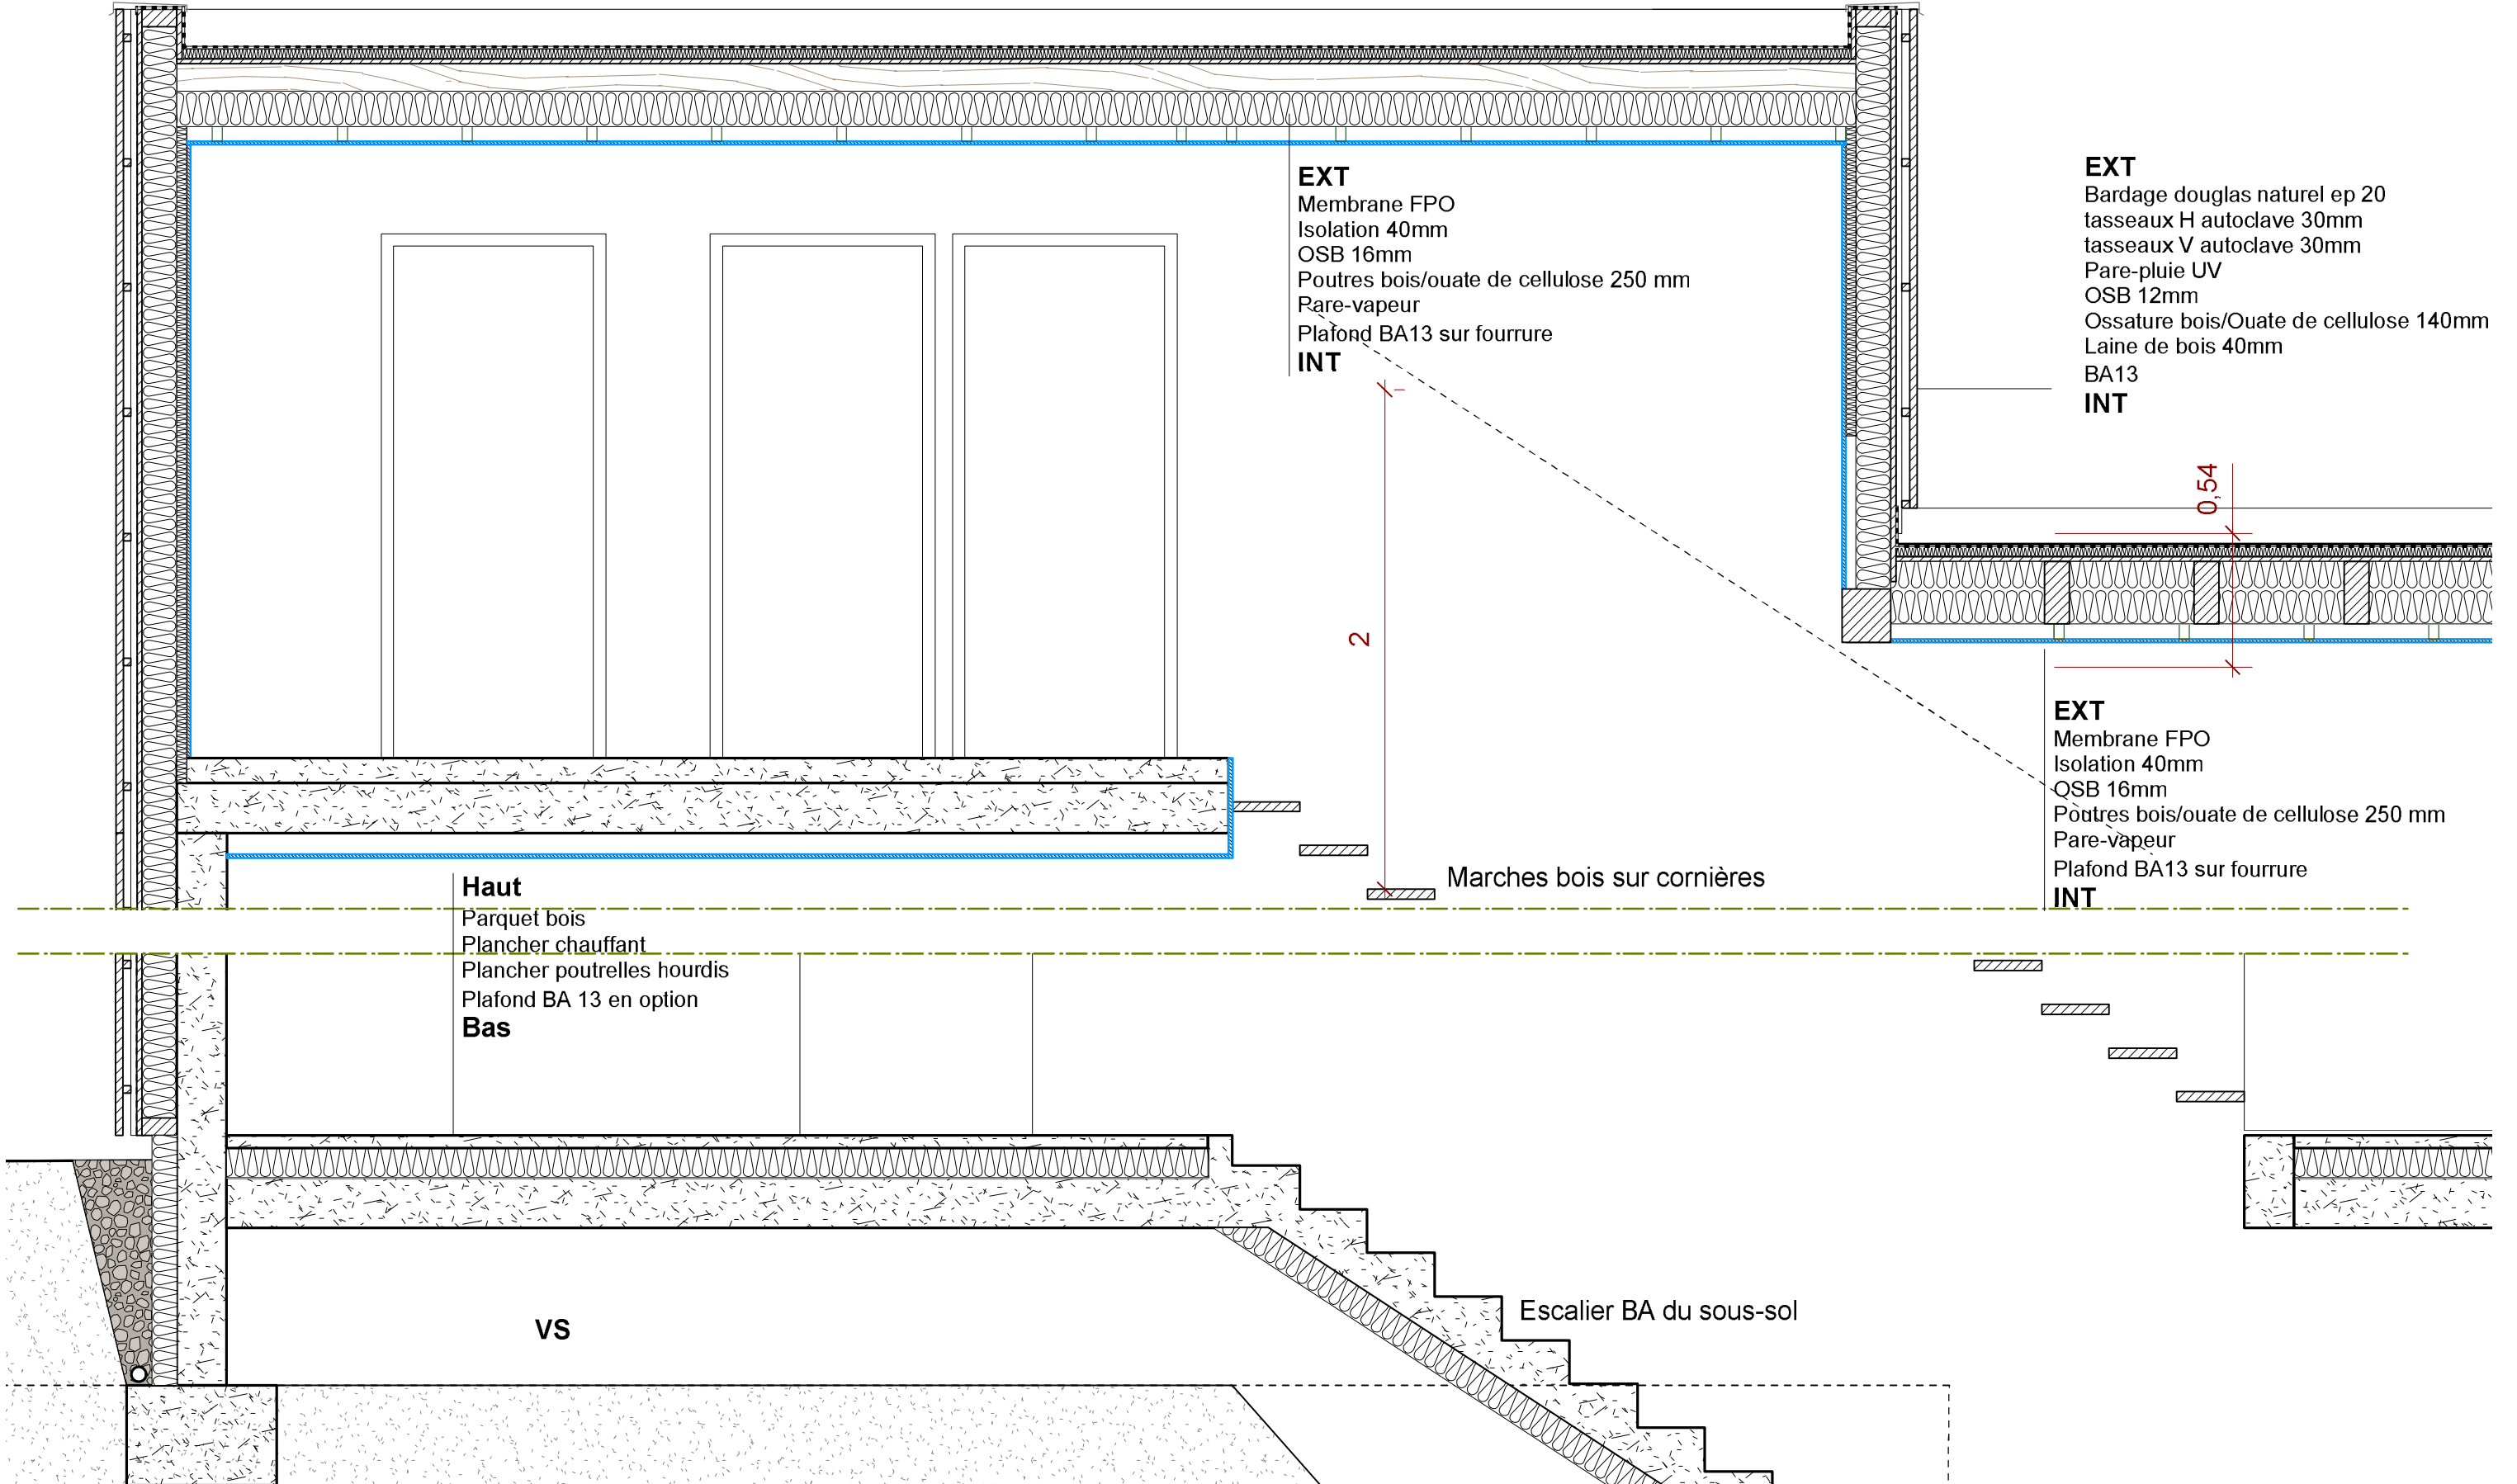 EXT
Membrane FPO
Isolation 40mm
OSB 16mm
Poutres bois/ouate de cellulose 250 mm
Pare-vapeur
Plafond BA13 sur fourrure
INT
EXT
Bardage douglas naturel ep 20
tasseaux H autoclave 30mm
tasseaux V autoclave 30mm
Pare-pluie UV
OSB 12mm
Ossature bois/Ouate de cellulose 140mm
Laine de bois 40mm
BA13
INT
0,54
2
EXT
Membrane FPO
Isolation 40mm
OSB 16mm
Poutres bois/ouate de cellulose 250 mm
Pare-vapeur
Plafond BA13 sur fourrure
INT
Marches bois sur cornières
Haut
Parquet bois
Plancher chauffant
Plancher poutrelles hourdis
Plafond BA 13 en option
Bas
VS
Escalier BA du sous-sol